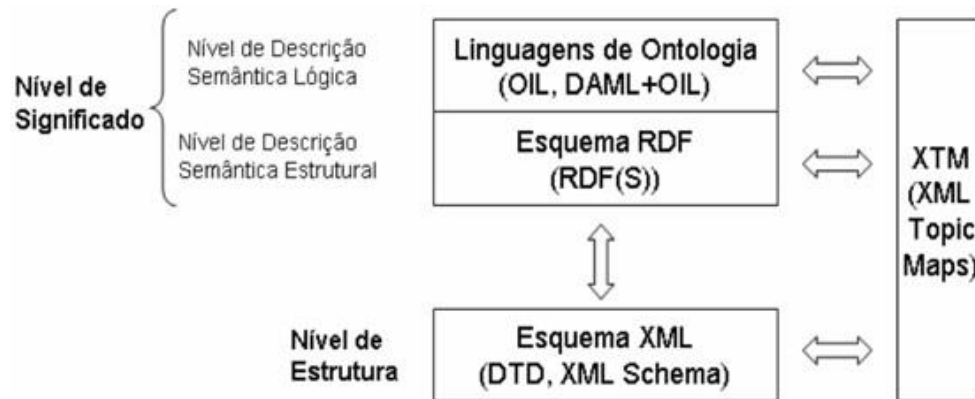 Nível de
Significado
Nível de Descrição
Semântica Lógica
Nível de Descrição
Semântica Estrutural
Linguagens de Ontologia
(OIL, DAML+OIL)
Esquema RDF
(RDF(S))
Nível de
Estrutura
Esquema XML
(DTD, XML Schema)
XTM
(XML
Topic
Maps)